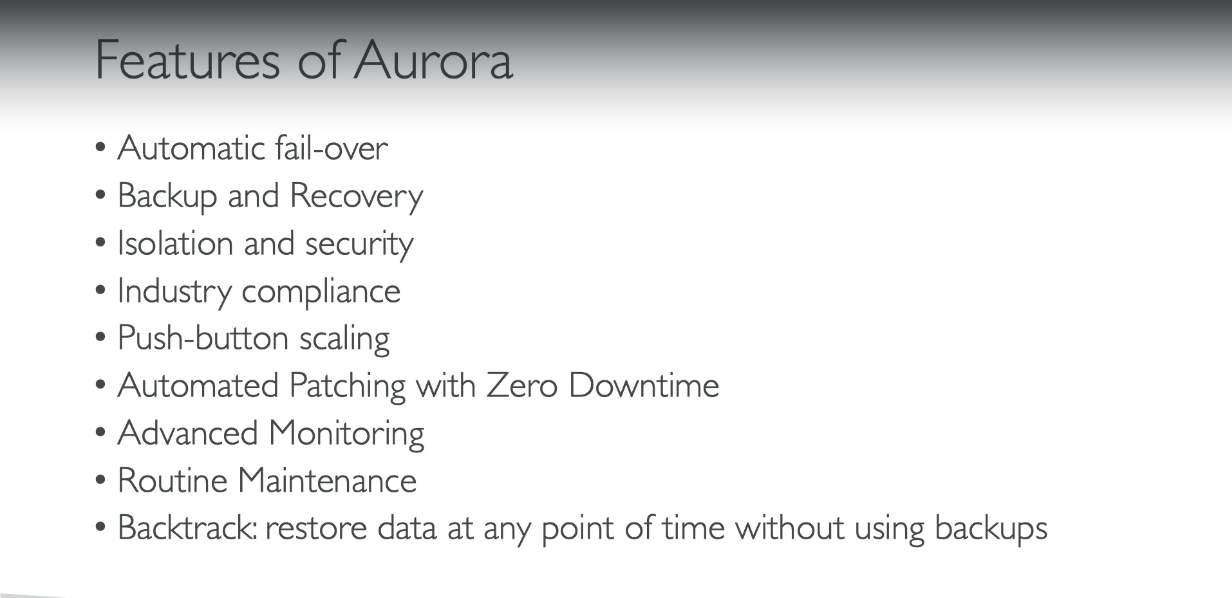 Features of Aurora
• Automatic fail-over
• Backup and Recovery
• Isolation and security
• Industry compliance
• Push-button scaling
• Automated Patching with Zero Downtime
• Advanced Monitoring
• Routine Maintenance
• Backtrack: restore data at any point of time without using backups